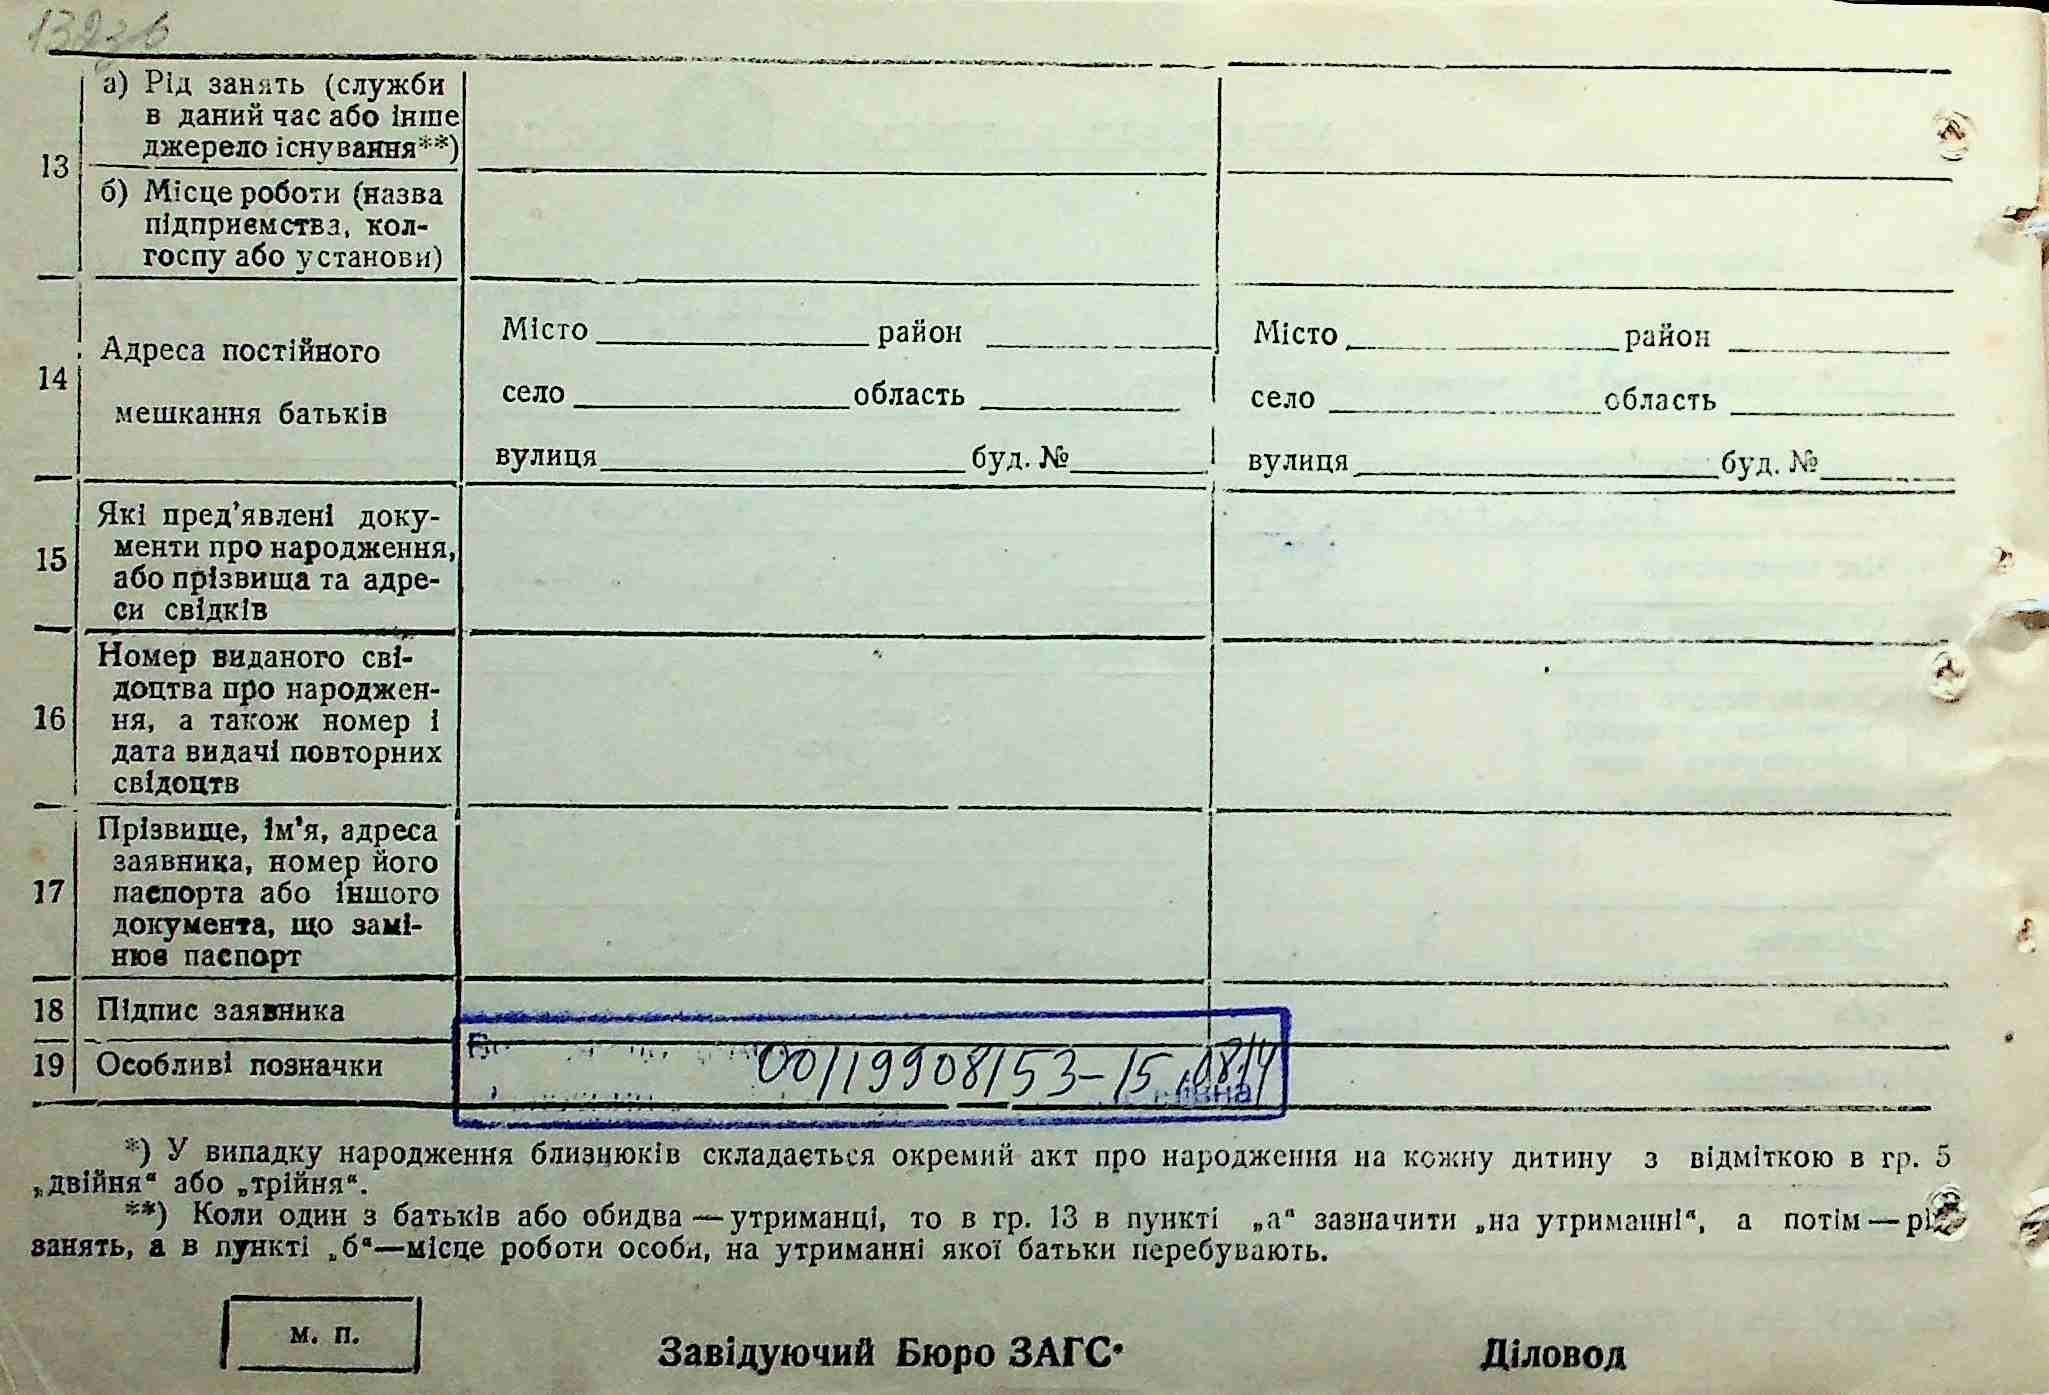 а) Рід занять (служби
в даний час або інше
джерело існування**)
13
б) Місце роботи (назва
підприємства, кол-
госпу або установи)
14
Адреса постійного
мешкання батьків
Місто район
село область
вулиця буд. №
Місто район
село область
вулиця буд. №
15
Які пред'явлені доку-
менти про народження,
або прізвища та адре-
си свідків
16
Номер виданого сві-
доцтва про народжен-
ня, а також номер і
дата видачі повторних
свідоцтв
17
Прізвище, ім'я, адреса
заявника, номер його
паспорта або іншого
документа, що замі-
нює паспорт
18 Підпис заявника
19 Особливі позначки
00119908153-15.08.14
*) У випадку народження близнюків складається окремий акт про народження на кожну дитину з відміткою в гр. 5
„двійня“ або „трійня“.
**) Коли один з батьків або обидва — утриманці, то в гр. 13 в пункті „а“ зазначити „на утриманні“, а потім — рід
занять, а в пункті „б“—місце роботи особи, на утриманні якої батьки перебувають.
м. п.
Завідуючий Бюро ЗАГС
Діловод